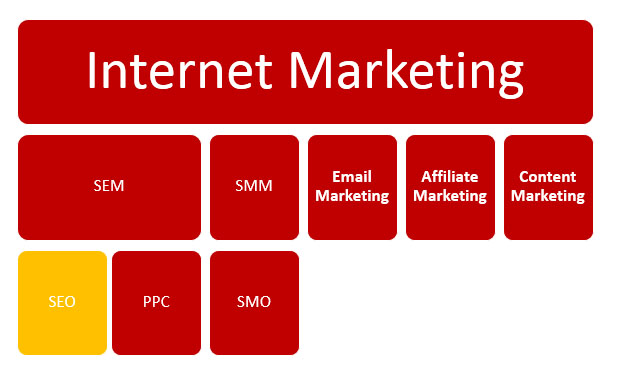 Internet Marketing
SEM
SMM
Email
Marketing
Affiliate
Marketing
Content
Marketing
SEO
PPC
SMO